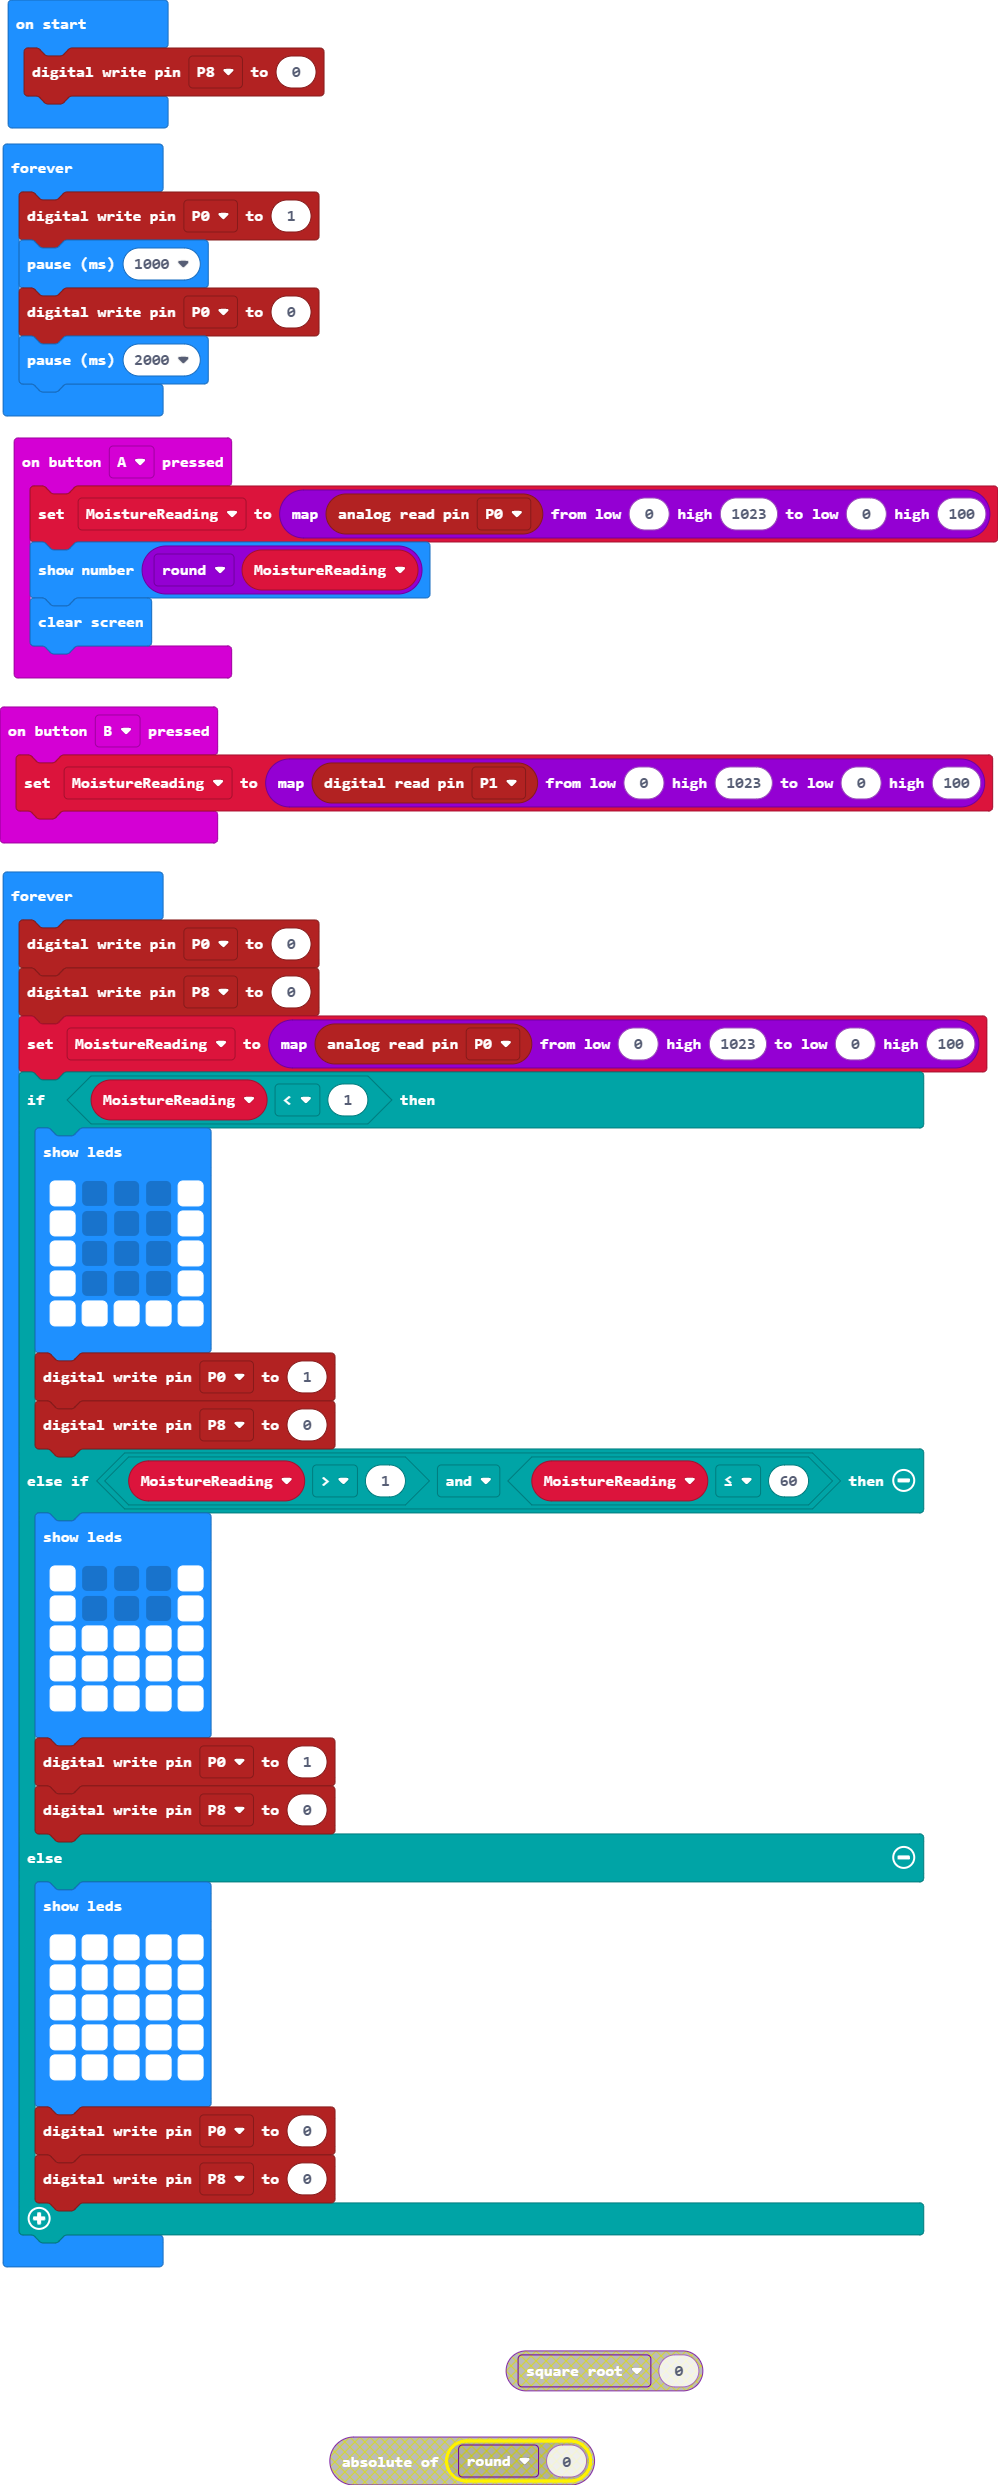 on start
digital write pin P8 to 0
forever
digital write pin P0 to 1
pause (ms) 1000
digital write pin P0 to 0
pause (ms) 2000
on button A pressed
set MoistureReading to map analog read pin P0 from low 0 high 1023 to low 0 high 100
show number round MoistureReading
clear screen
on button B pressed
set MoistureReading to map digital read pin P1 from low 0 high 1023 to low 0 high 100
forever
digital write pin P0 to 0
digital write pin P8 to 0
set MoistureReading to map analog read pin P0 from low 0 high 1023 to low 0 high 100
if MoistureReading < 1 then
show leds
digital write pin P0 to 1
digital write pin P8 to 0
else if MoistureReading > 1 and MoistureReading ≤ 60 then
show leds
digital write pin P0 to 1
digital write pin P8 to 0
else
show leds
digital write pin P0 to 0
digital write pin P8 to 0
square root 0
absolute of round 0